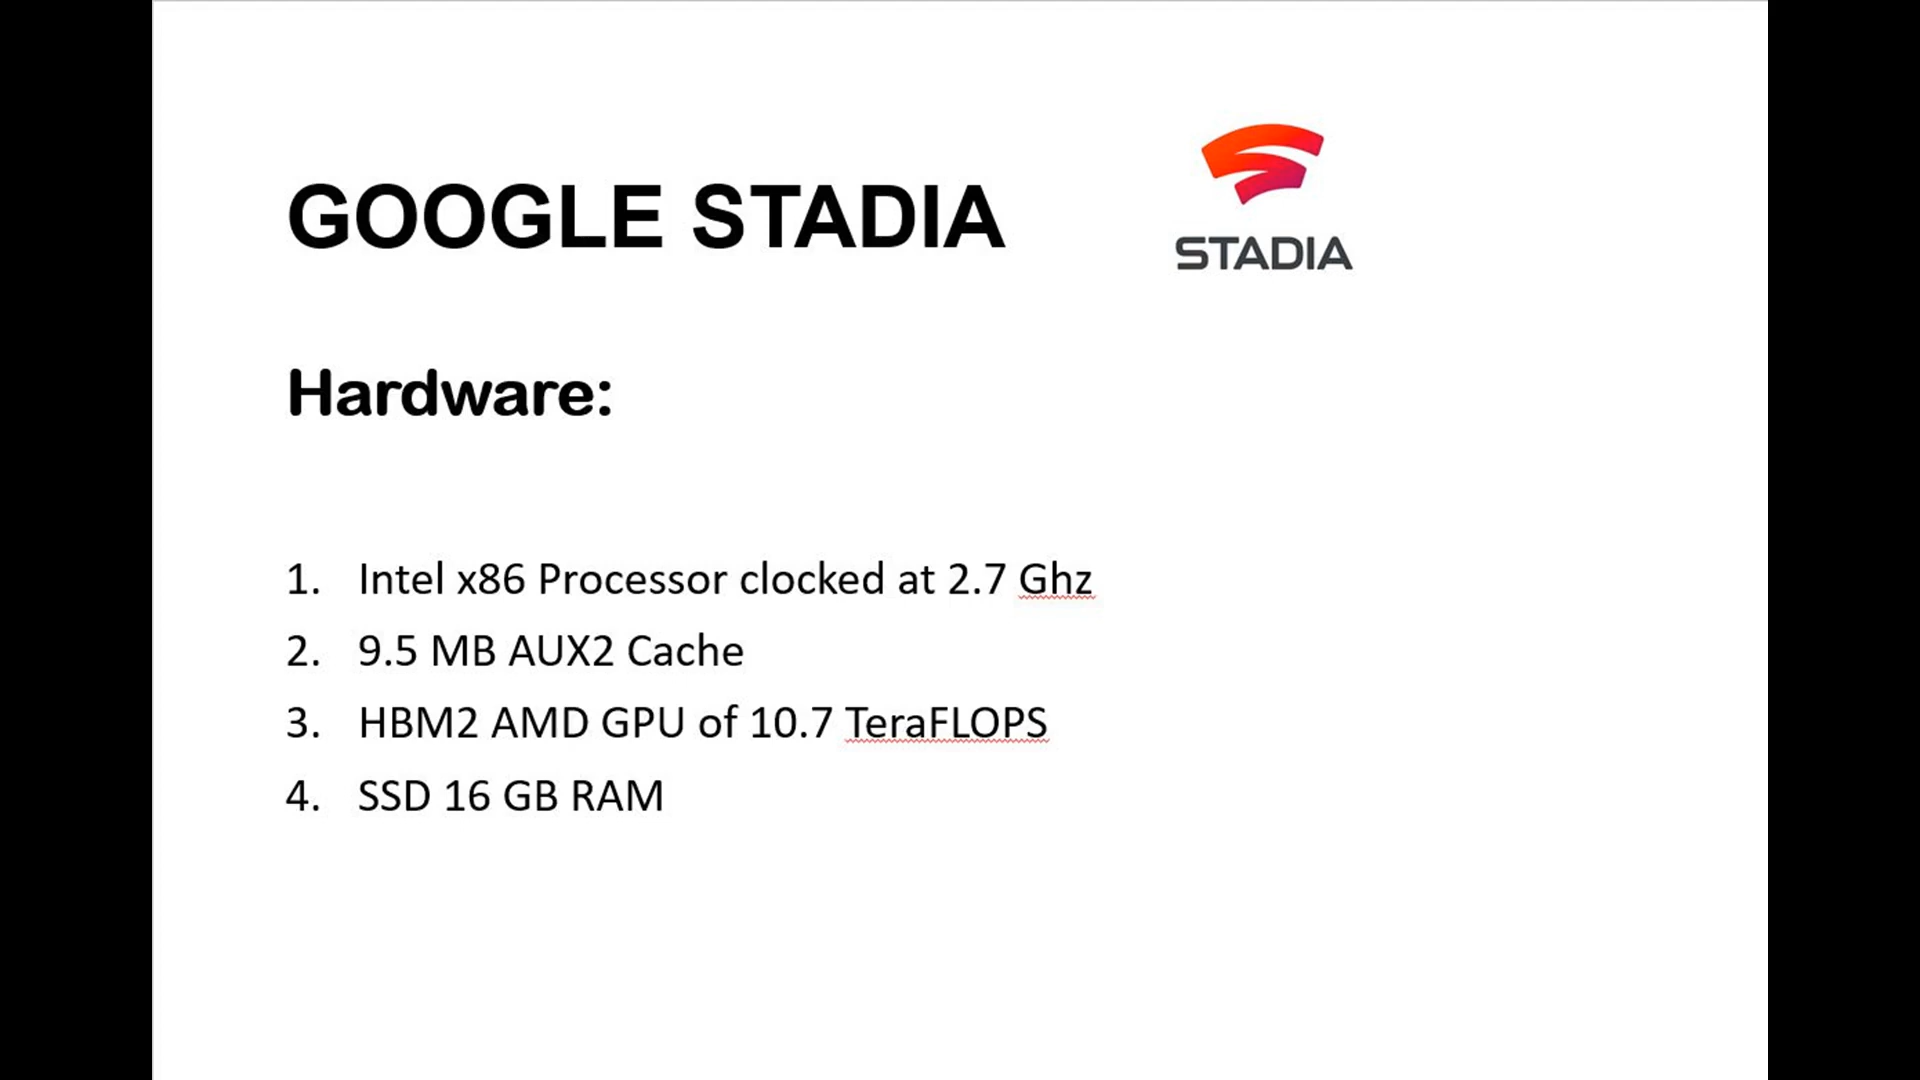 GOOGLE STADIA
STADIA
Hardware:
1. Intel x86 Processor clocked at 2.7 Ghz
2. 9.5 MB AUX2 Cache
3. HBM2 AMD GPU of 10.7 TeraFLOPS
4. SSD 16 GB RAM